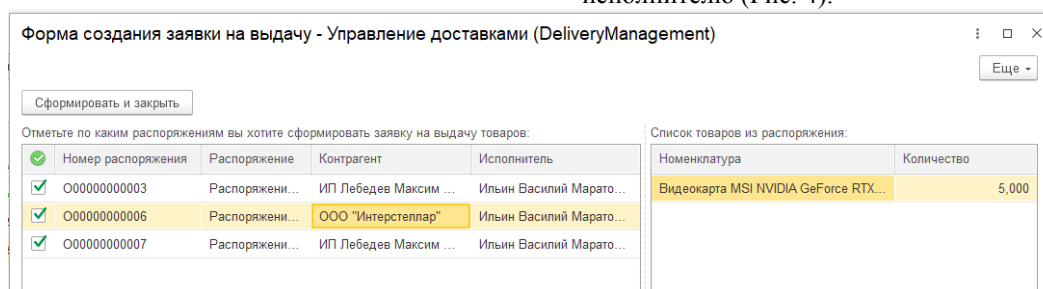 исполнителю (Рис. 4).
Форма создания заявки на выдачу - Управление доставками (DeliveryManagement)
Еще
Сформировать и закрыть
Отметьте по каким распоряжениям вы хотите сформировать заявку на выдачу товаров:
Список товаров из распоряжения:
Номер распоряжения Распоряжение Контрагент Исполнитель
Номенклатура Количество
О00000000003 Распоряжени... ИП Лебедев Максим ... Ильин Василий Марато...
Видеокарта MSI NVIDIA GeForce RTX... 5,000
О00000000006 Распоряжени... ООО "Интерстеллар" Ильин Василий Марато...
О00000000007 Распоряжени... ИП Лебедев Максим ... Ильин Василий Марато...